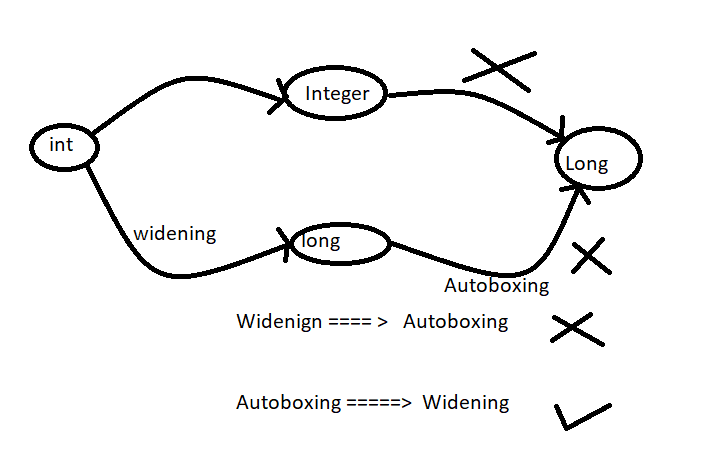 Integer
int
Long
widening
long
Autoboxing
Widenign ==== > Autoboxing
Autoboxing =====> Widening